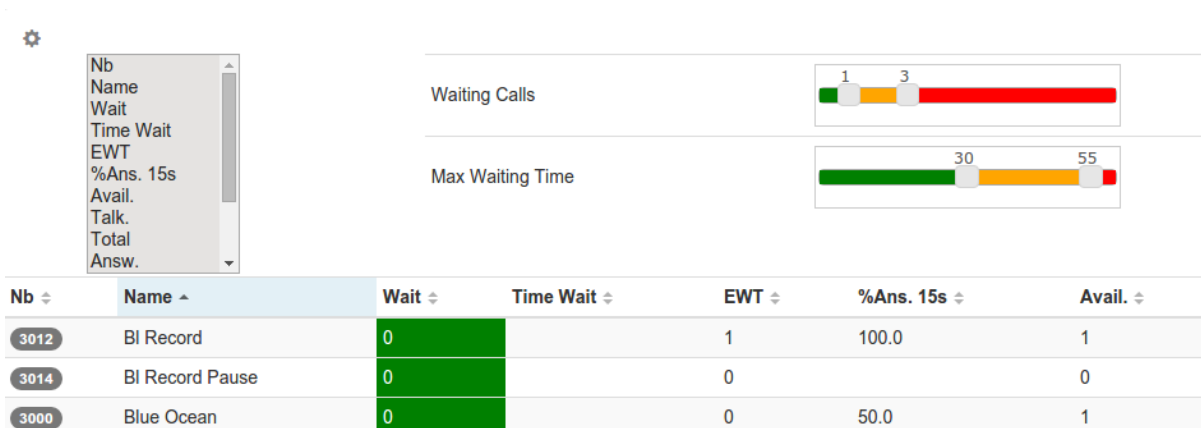 Nb
Name
Wait
Time Wait
EWT
%Ans. 15s
Avail.
Talk.
Total
Answ.
Waiting Calls
1 3
Max Waiting Time
30 55
Nb Name Wait Time Wait EWT %Ans. 15s Avail.
3012 BI Record 0 1 100.0 1
3014 BI Record Pause 0 0 0
3000 Blue Ocean 0 0 50.0 1